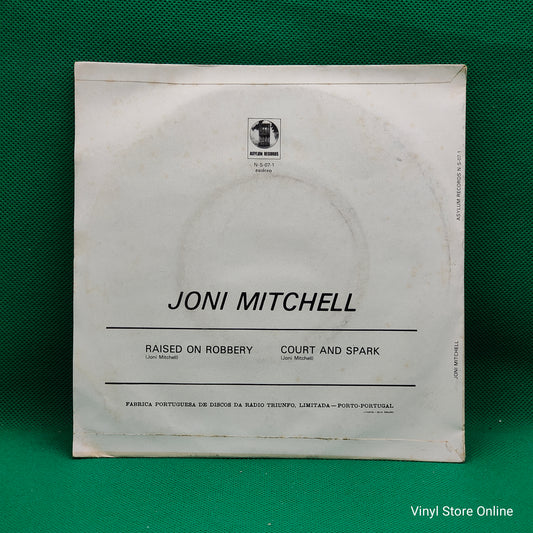 ASYLUM RECORDS
N-S-07-1
JONI MITCHELL
RAISED ON ROBBERY
(Joni Mitchell)
COURT AND SPARK
(Joni Mitchell)
FABRICA PORTUGUESA DE DISCOS DA RÁDIO TRIUNFO, LIMITADA — PORTO-PORTUGAL
ASYLUM RECORDS N-S-07-1
JONI MITCHELL
Vinyl Store Online